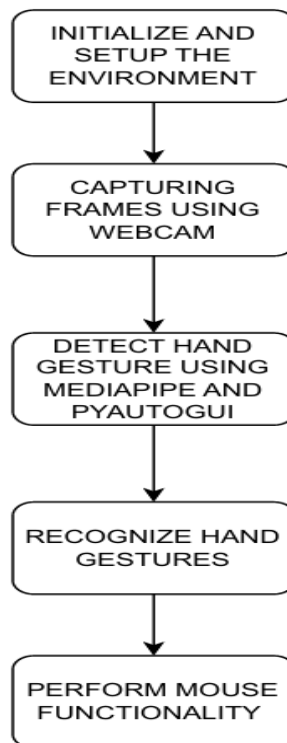 INITIALIZE AND
SETUP THE
ENVIRONMENT
CAPTURING
FRAMES USING
WEBCAM
DETECT HAND
GESTURE USING
MEDIAPIPE AND
PYAUTOGUI
RECOGNIZE HAND
GESTURES
PERFORM MOUSE
FUNCTIONALITY